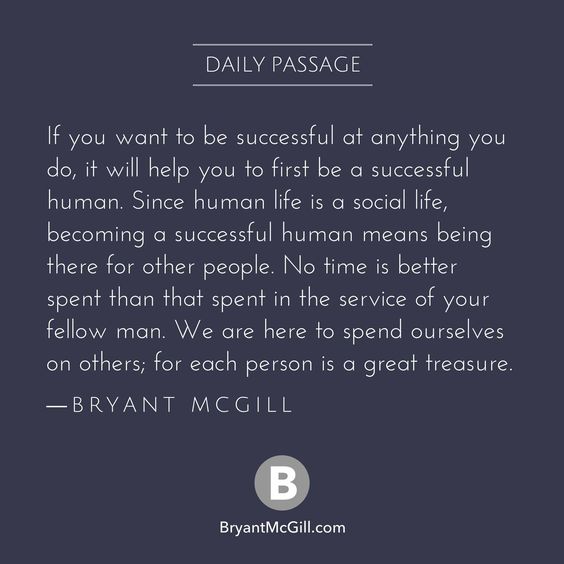 DAILY PASSAGE
If you want to be successful at anything you
do, it will help you to first be a successful
human. Since human life is a social life,
becoming a successful human means being
there for other people. No time is better
spent than that spent in the service of your
fellow man. We are here to spend ourselves
on others; for each person is a great treasure.
—BRYANT MCGILL
B
BryantMcGill.com